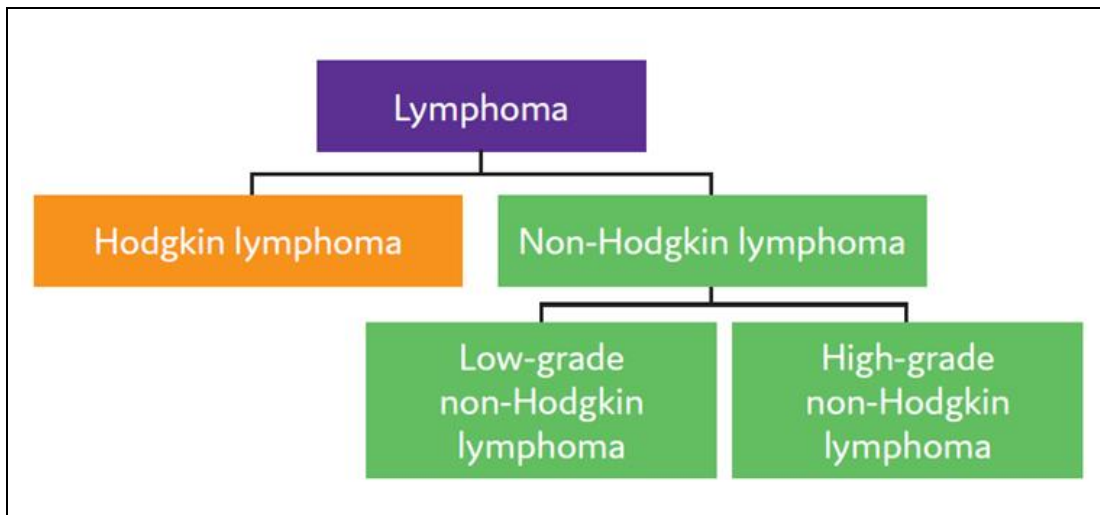 Lymphoma
Hodgkin lymphoma
Non-Hodgkin lymphoma
Low-grade
non-Hodgkin
lymphoma
High-grade
non-Hodgkin
lymphoma